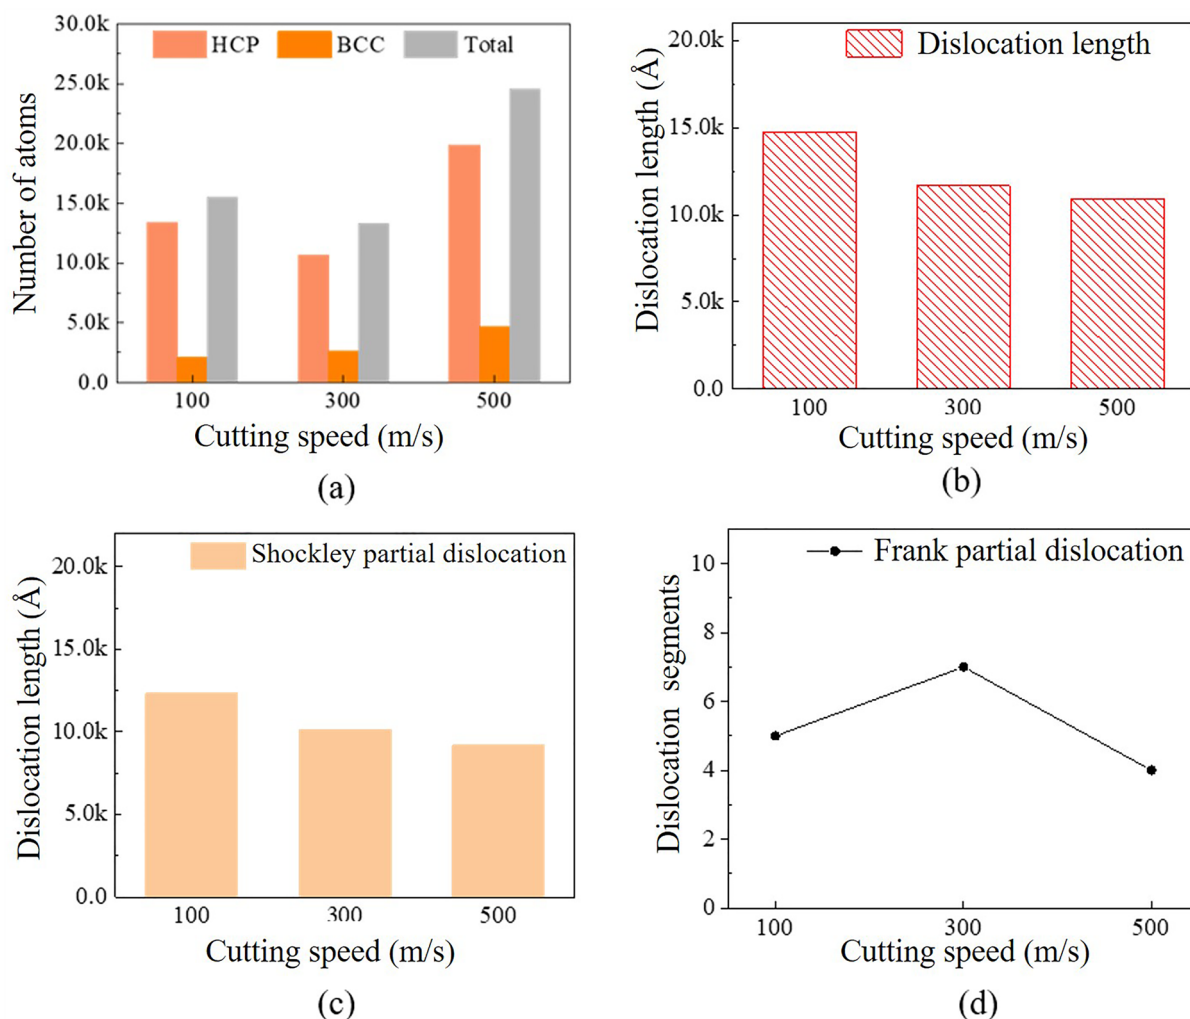 30.0k
25.0k
20.0k
15.0k
10.0k
5.0k
0.0
Number of atoms
HCP BCC Total
100 300 500
Cutting speed (m/s)
(a)
20.0k
15.0k
10.0k
5.0k
0.0
Dislocation length (Å)
Dislocation length
100 300 500
Cutting speed (m/s)
(b)
20.0k
15.0k
10.0k
5.0k
0.0
Dislocation length (Å)
Shockley partial dislocation
100 300 500
Cutting speed (m/s)
(c)
10
8
6
4
2
0
Dislocation segments
Frank partial dislocation
100 300 500
Cutting speed (m/s)
(d)